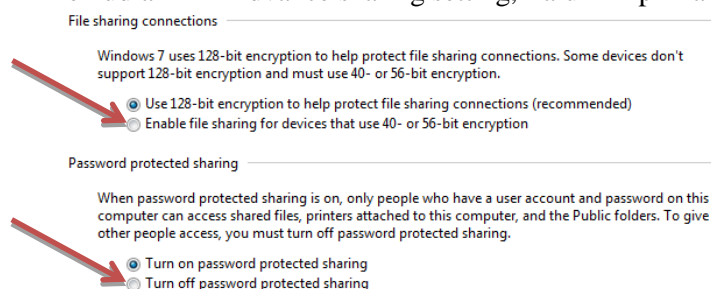 File sharing connections
Windows 7 uses 128-bit encryption to help protect file sharing connections. Some devices don't
support 128-bit encryption and must use 40- or 56-bit encryption.
Use 128-bit encryption to help protect file sharing connections (recommended)
Enable file sharing for devices that use 40- or 56-bit encryption
Password protected sharing
When password protected sharing is on, only people who have a user account and password on this
computer can access shared files, printers attached to this computer, and the Public folders. To give
other people access, you must turn off password protected sharing.
Turn on password protected sharing
Turn off password protected sharing